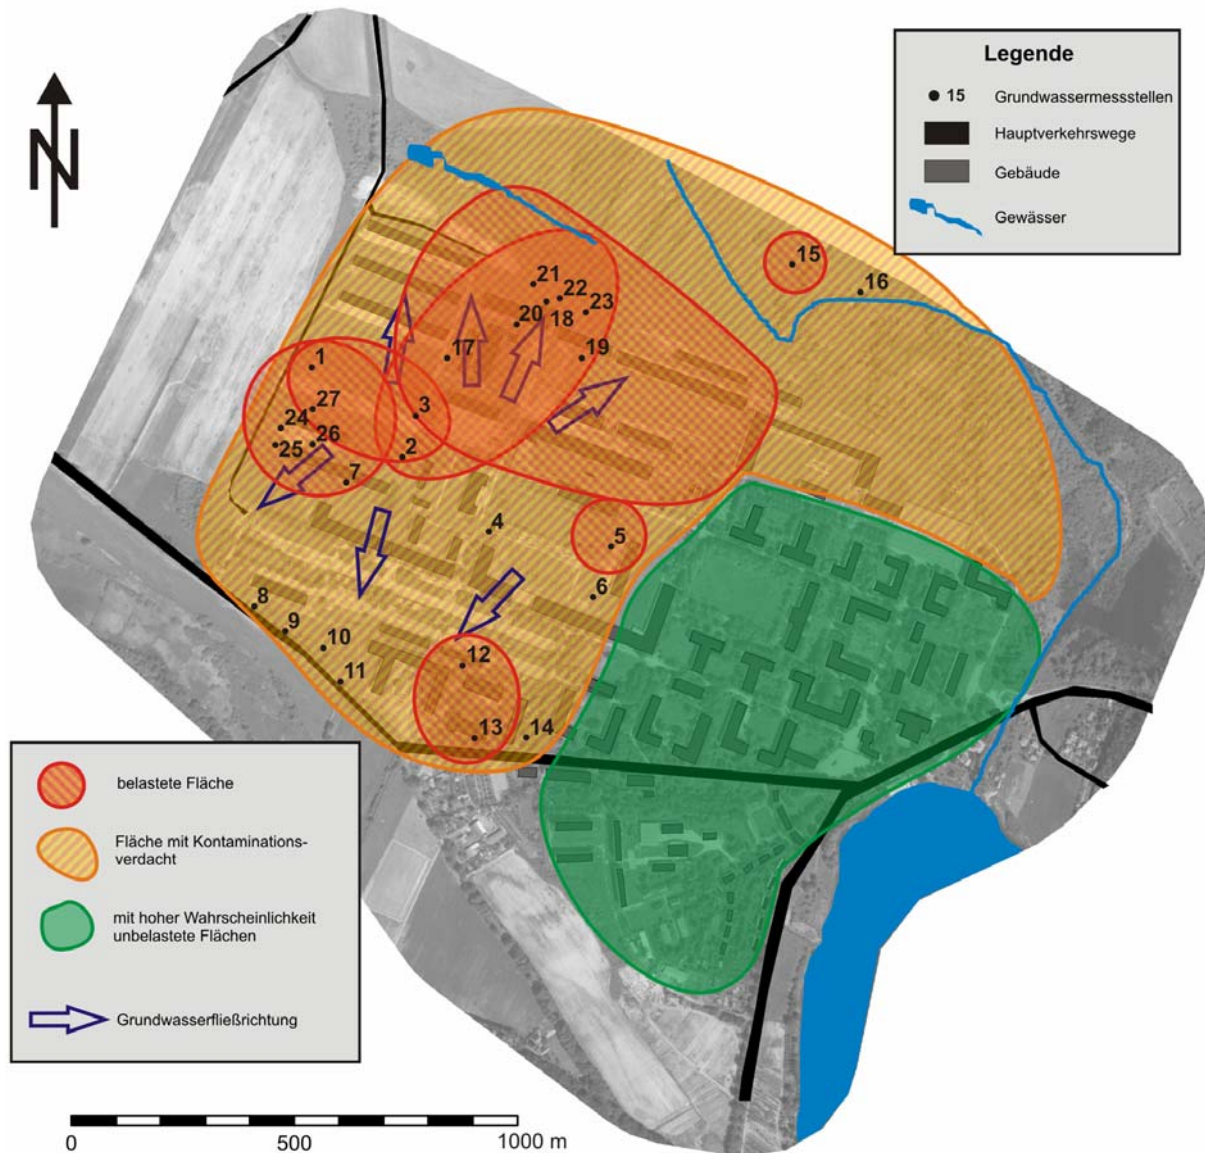 N
Legende
15 Grundwassermessstellen
Hauptverkehrswege
Gebäude
Gewässer
15
16
21
22
23
20
18
17
19
1
27
3
24
26
2
25
7
4
5
6
8
9
10
11
12
13
14
belastete Fläche
Fläche mit Kontaminations-
verdacht
mit hoher Wahrscheinlichkeit
unbelastete Flächen
Grundwasserfließrichtung
0 500 1000 m